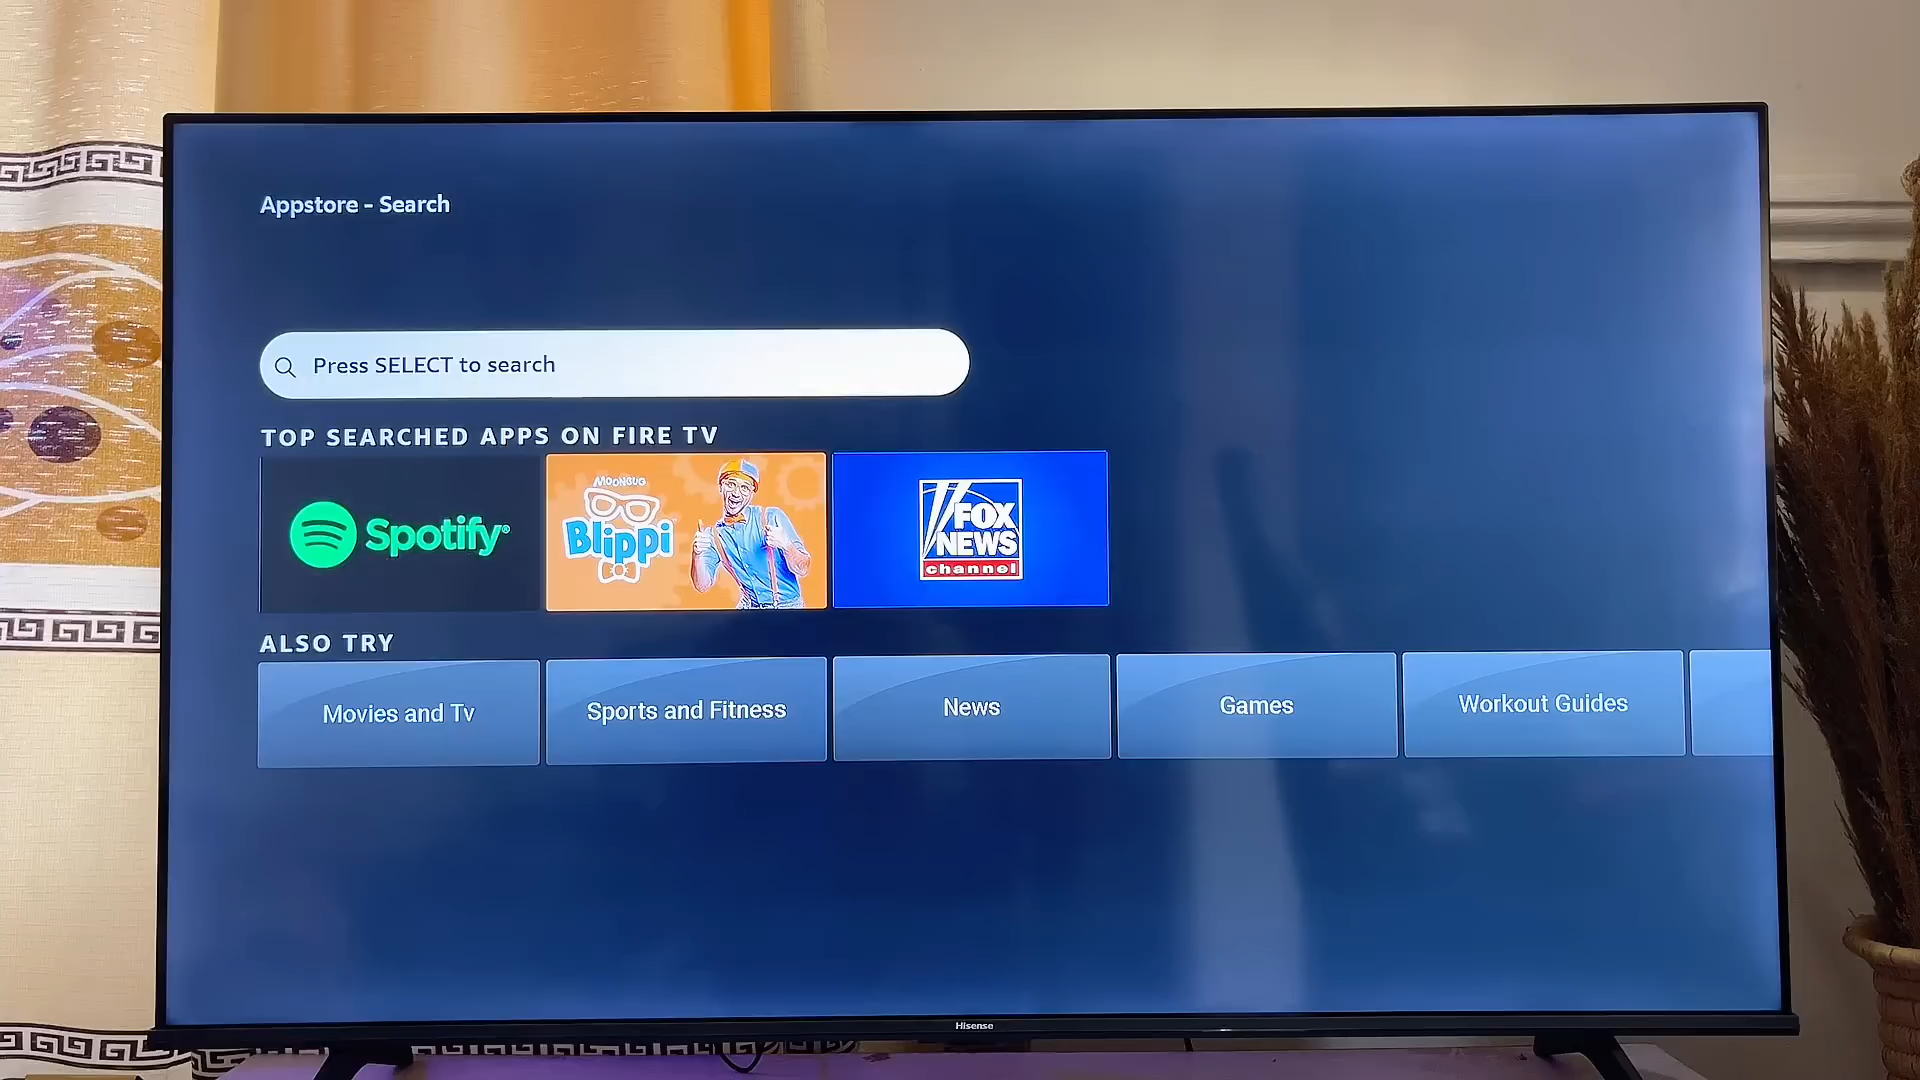 Appstore - Search
Press SELECT to search
TOP SEARCHED APPS ON FIRE TV
Spotify®
MOONBUG
Blippi
FOX
NEWS
channel
ALSO TRY
Movies and Tv
Sports and Fitness
News
Games
Workout Guides
Hisense